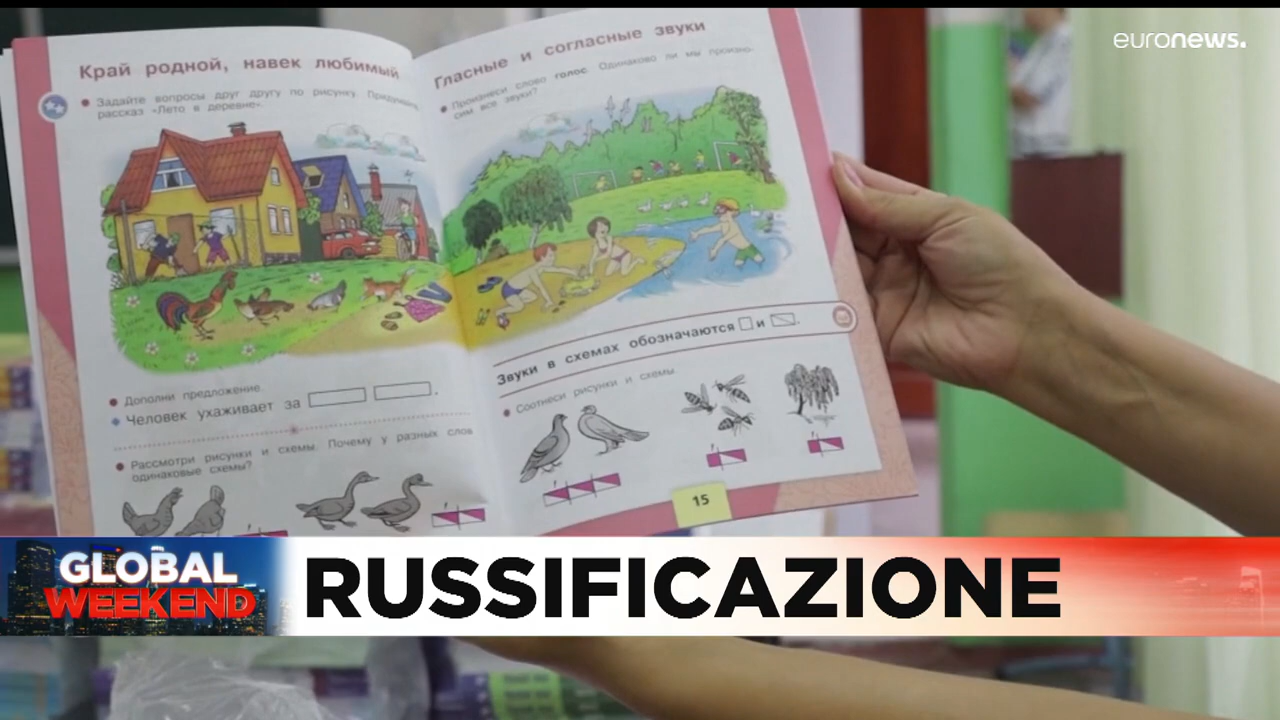 euronews.
Край родной, навек любимый
Задайте вопросы друг другу по рисунку. Придумайте
рассказ «Лето в деревне».
Дополни предложение.
Человек ухаживает за
Рассмотри рисунки и схемы. Почему у разных слов
одинаковые схемы?
Гласные и согласные звуки
Произнеси слово голос. Одинаково ли мы произно-
сим все звуки?
Звуки в схемах обозначаются и
Соотнеси рисунки и схемы.
15
GLOBAL
WEEKEND
RUSSIFICAZIONE